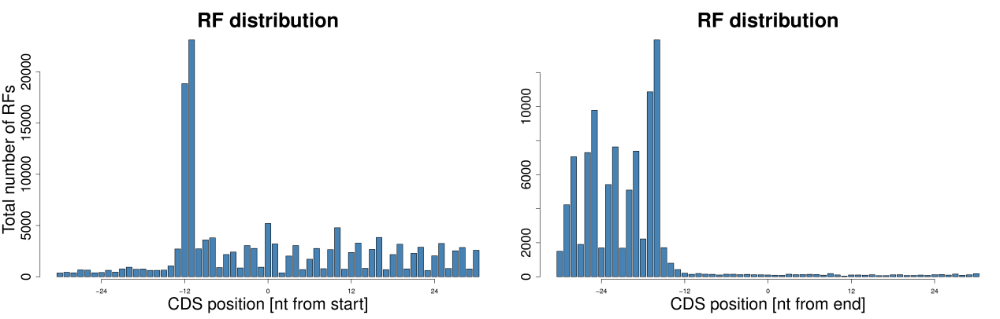 RF distribution
Total number of RFs
20000
15000
10000
5000
0
−24 −12 0 12 24
CDS position [nt from start]
RF distribution
10000
6000
2000
0
−24 −12 0 12 24
CDS position [nt from end]